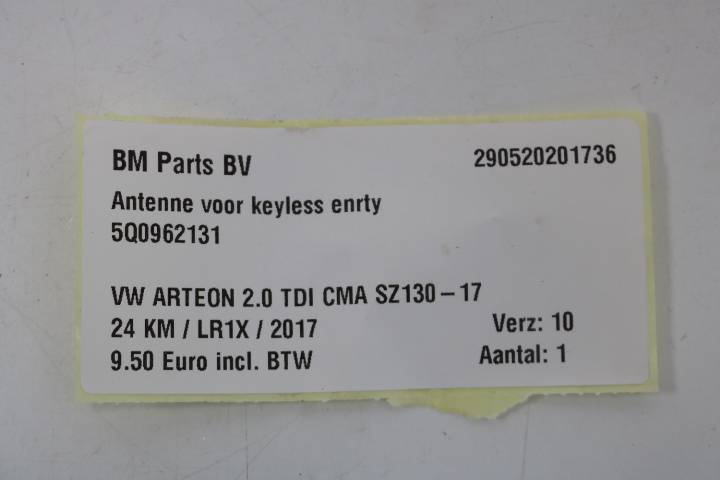 BM Parts BV 290520201736
Antenne voor keyless enrty
5Q0962131
VW ARTEON 2.0 TDI CMA SZ130-17
24 KM / LR1X / 2017 Verz: 10
9.50 Euro incl. BTW Aantal: 1